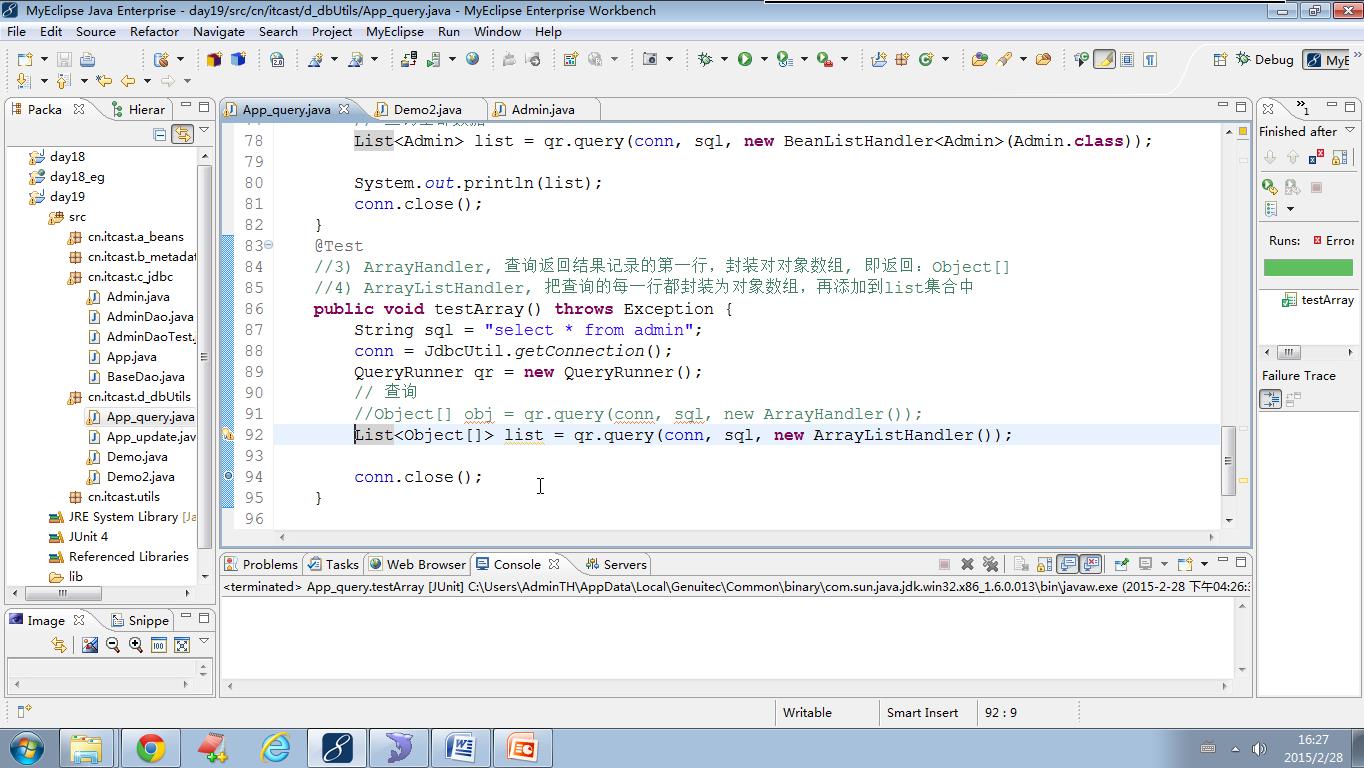 MyEclipse Java Enterprise - day19/src/cn/itcast/d_dbUtils/App_query.java - MyEclipse Enterprise Workbench
File Edit Source Refactor Navigate Search Project MyEclipse Run Window Help
Debug MyE
Packa Hierar
App_query.java Demo2.java Admin.java
1
day18
day18_eg
day19
src
cn.itcast.a_beans
cn.itcast.b_metadat
cn.itcast.c_jdbc
Admin.java
AdminDao.java
AdminDaoTest.
App.java
BaseDao.java
cn.itcast.d_dbUtils
App_query.java
App_update.jav
Demo.java
Demo2.java
cn.itcast.utils
JRE System Library [Ja
JUnit 4
Referenced Libraries
lib
78 List<Admin> list = qr.query(conn, sql, new BeanListHandler<Admin>(Admin.class));
79
80 System.out.println(list);
81 conn.close();
82 }
83 @Test
84 //3) ArrayHandler, 查询返回结果记录的第一行，封装对对象数组, 即返回：Object[]
85 //4) ArrayListHandler, 把查询的每一行都封装为对象数组，再添加到list集合中
86 public void testArray() throws Exception {
87 String sql = "select * from admin";
88 conn = JdbcUtil.getConnection();
89 QueryRunner qr = new QueryRunner();
90 // 查询
91 //Object[] obj = qr.query(conn, sql, new ArrayHandler());
92 List<Object[]> list = qr.query(conn, sql, new ArrayListHandler());
93
94 conn.close();
95 }
96
Finished after
Runs: Error
testArray
Failure Trace
Image Snippe
Problems Tasks Web Browser Console Servers
<terminated> App_query.testArray [JUnit] C:\Users\AdminTH\AppData\Local\Genuitec\Common\binary\com.sun.java.jdk.win32.x86_1.6.0.013\bin\javaw.exe (2015-2-28 下午04:26:3
Writable Smart Insert 92 : 9
16:27
2015/2/28